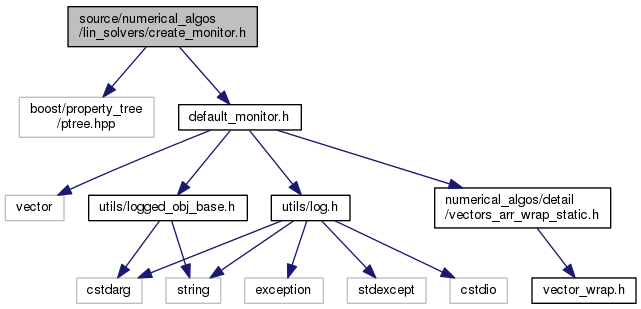 source/numerical_algos
/lin_solvers/create_monitor.h
boost/property_tree
/ptree.hpp
default_monitor.h
vector
utils/logged_obj_base.h
utils/log.h
numerical_algos/detail
/vectors_arr_wrap_static.h
cstdarg
string
exception
stdexcept
cstdio
vector_wrap.h